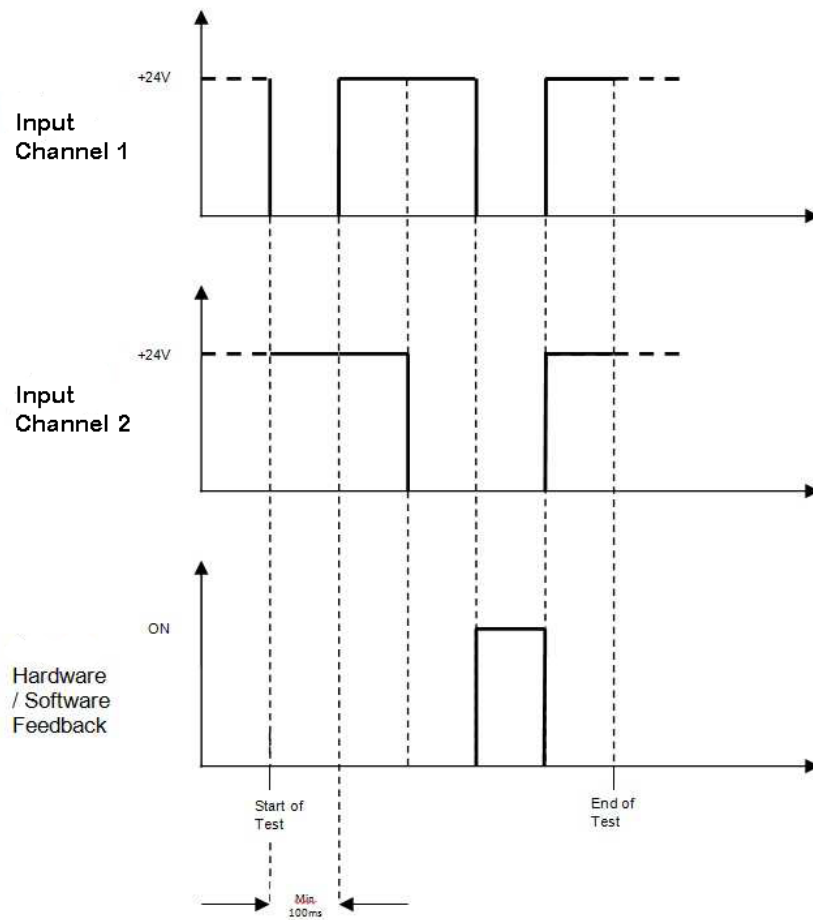 +24V
Input
Channel 1
+24V
Input
Channel 2
ON
Hardware
/ Software
Feedback
Start of
Test
End of
Test
Min
100ms